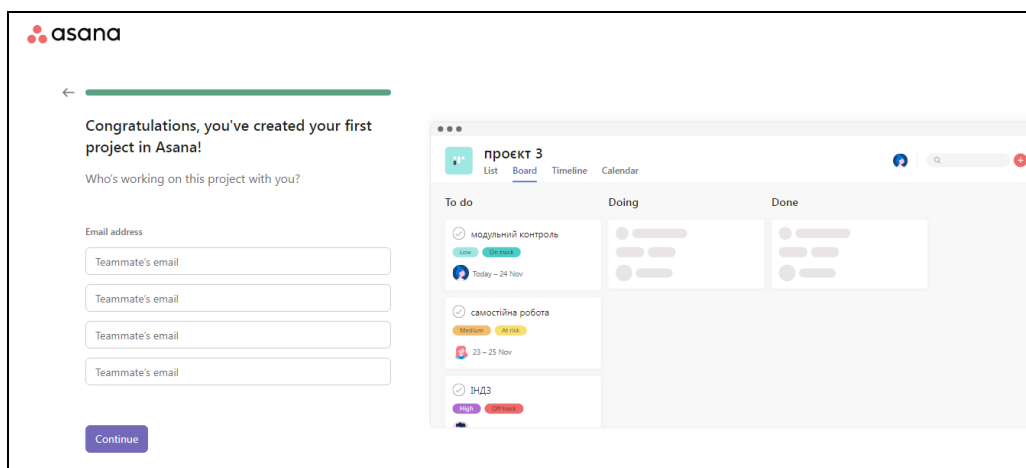 asana
Congratulations, you've created your first
project in Asana!
Who's working on this project with you?
Email address
Teammate's email
Teammate's email
Teammate's email
Teammate's email
Continue
проєкт 3
List Board Timeline Calendar
To do Doing Done
модульний контроль
Low On track
Today – 24 Nov
самостійна робота
Medium At risk
23 – 25 Nov
ІНДЗ
High Off track